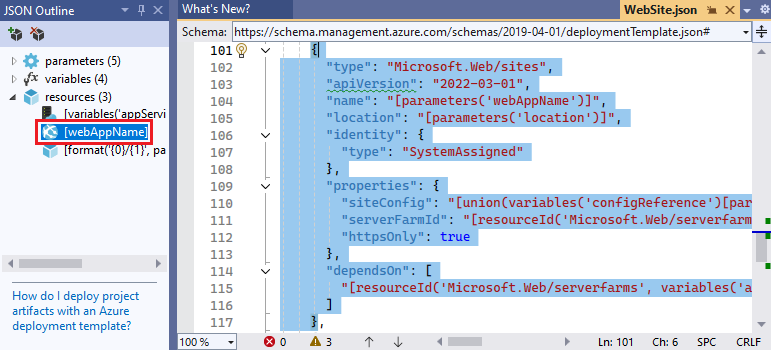 JSON Outline
What's New?
WebSite.json
Schema: https://schema.management.azure.com/schemas/2019-04-01/deploymentTemplate.json#
parameters (5)
variables (4)
resources (3)
[variables('appServi
[webAppName]
[format('{0}/{1}', pa
How do I deploy project
artifacts with an Azure
deployment template?
101 {
102 "type": "Microsoft.Web/sites",
103 "apiVersion": "2022-03-01",
104 "name": "[parameters('webAppName')]",
105 "location": "[parameters('location')]",
106 "identity": {
107 "type": "SystemAssigned"
108 },
109 "properties": {
110 "siteConfig": "[union(variables('configReference')[par
111 "serverFarmId": "[resourceId('Microsoft.Web/serverfarm
112 "httpsOnly": true
113 },
114 "dependsOn": [
115 "[resourceId('Microsoft.Web/serverfarms', variables('a
116 ]
117 },
100 % 0 3 Ln: 101 Ch: 6 SPC CRLF